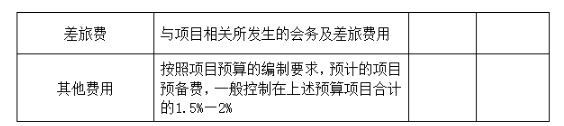 差旅费 与项目相关所发生的会务及差旅费用
其他费用 按照项目预算的编制要求,预计的项目
预备费,一般控制在上述预算项目合计
的1.5%—2%